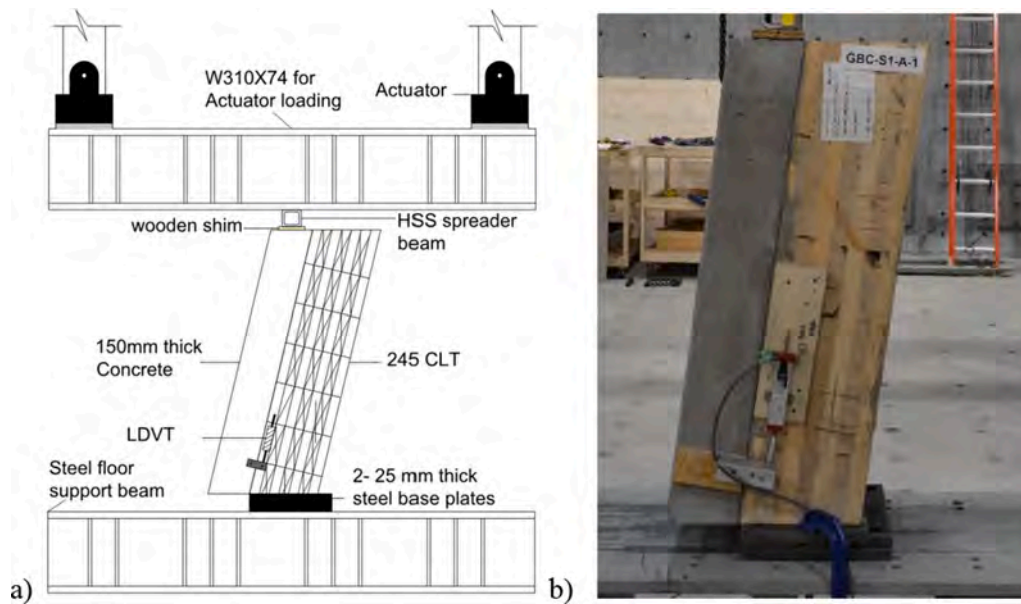 W310X74 for
Actuator loading
Actuator
wooden shim
HSS spreader
beam
150mm thick
Concrete
245 CLT
LDVT
Steel floor
support beam
2- 25 mm thick
steel base plates
a)
GBC-S1-A-1
b)